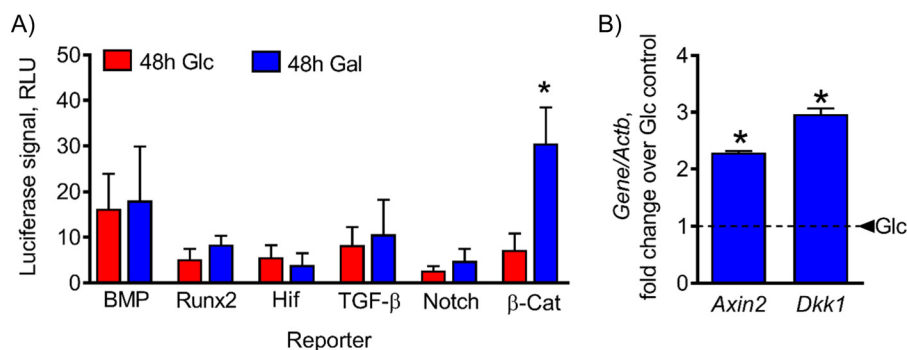 A)
48h Glc
48h Gal
Luciferase signal, RLU
50
40
30
20
10
0
*
BMP Runx2 Hif TGF-β Notch β-Cat
Reporter
B)
Gene/Actb,
fold change over Glc control
4
3
2
1
0
*
*
Glc
Axin2 Dkk1